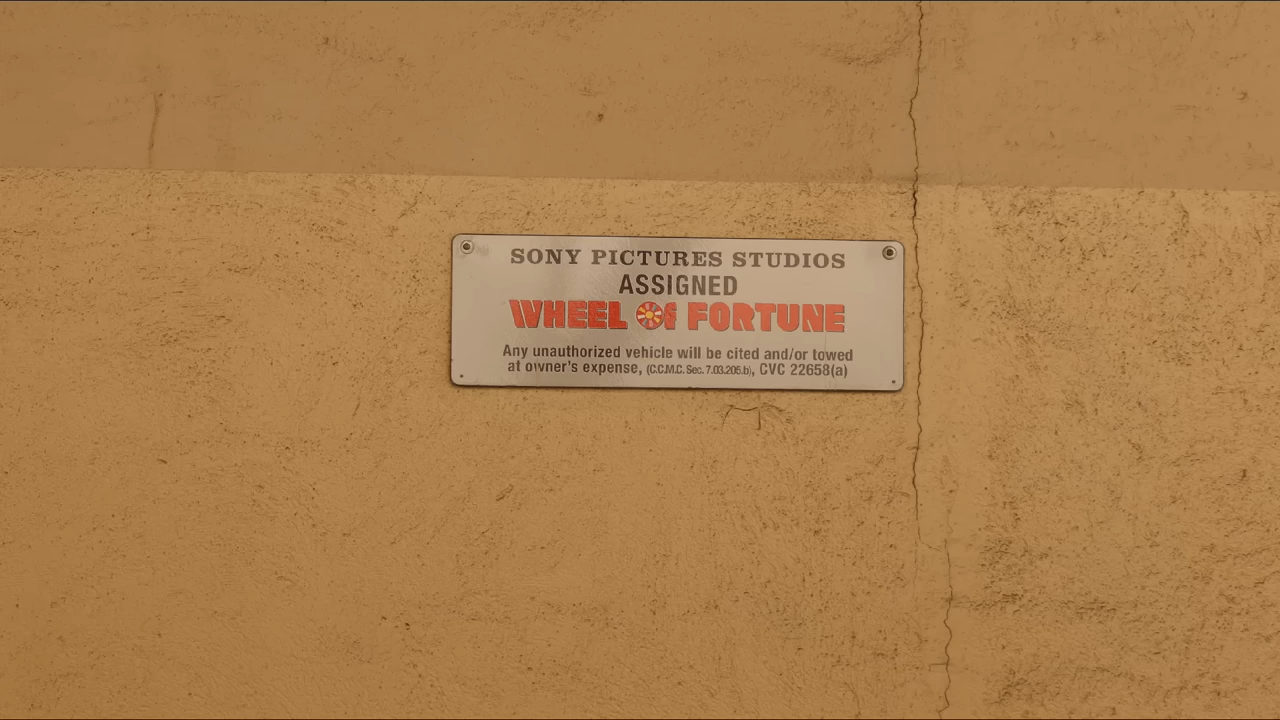 SONY PICTURES STUDIOS
ASSIGNED
WHEEL OF FORTUNE
Any unauthorized vehicle will be cited and/or towed
at owner's expense, (C.C.M.C. Sec. 7.03.205.b), CVC 22658(a)